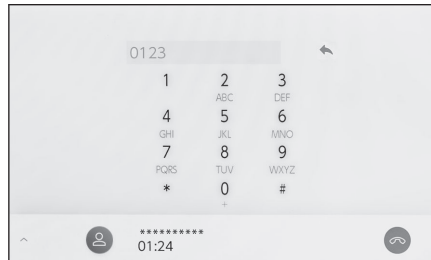 0123
1 2 3
ABC DEF
4 5 6
GHI JKL MNO
7 8 9
PQRS TUV WXYZ
* 0 #
+
**********
01:24